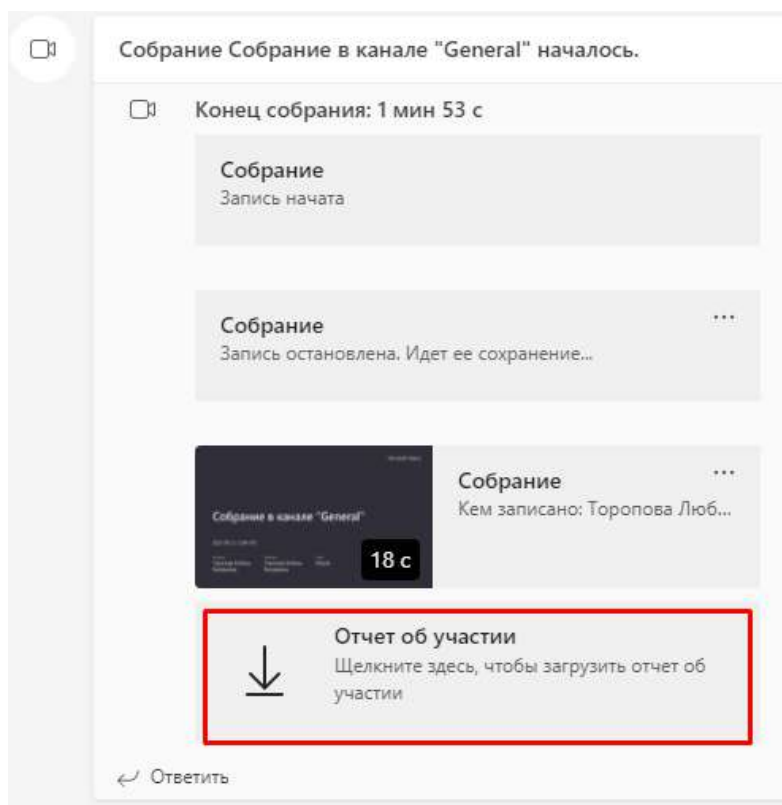 Собрание Собрание в канале "General" началось.
Конец собрания: 1 мин 53 с
Собрание
Запись начата
Собрание
Запись остановлена. Идет ее сохранение...
Собрание в канале "General"
18 с
Собрание
Кем записано: Торопова Люб...
Отчет об участии
Щелкните здесь, чтобы загрузить отчет об
участии
Ответить